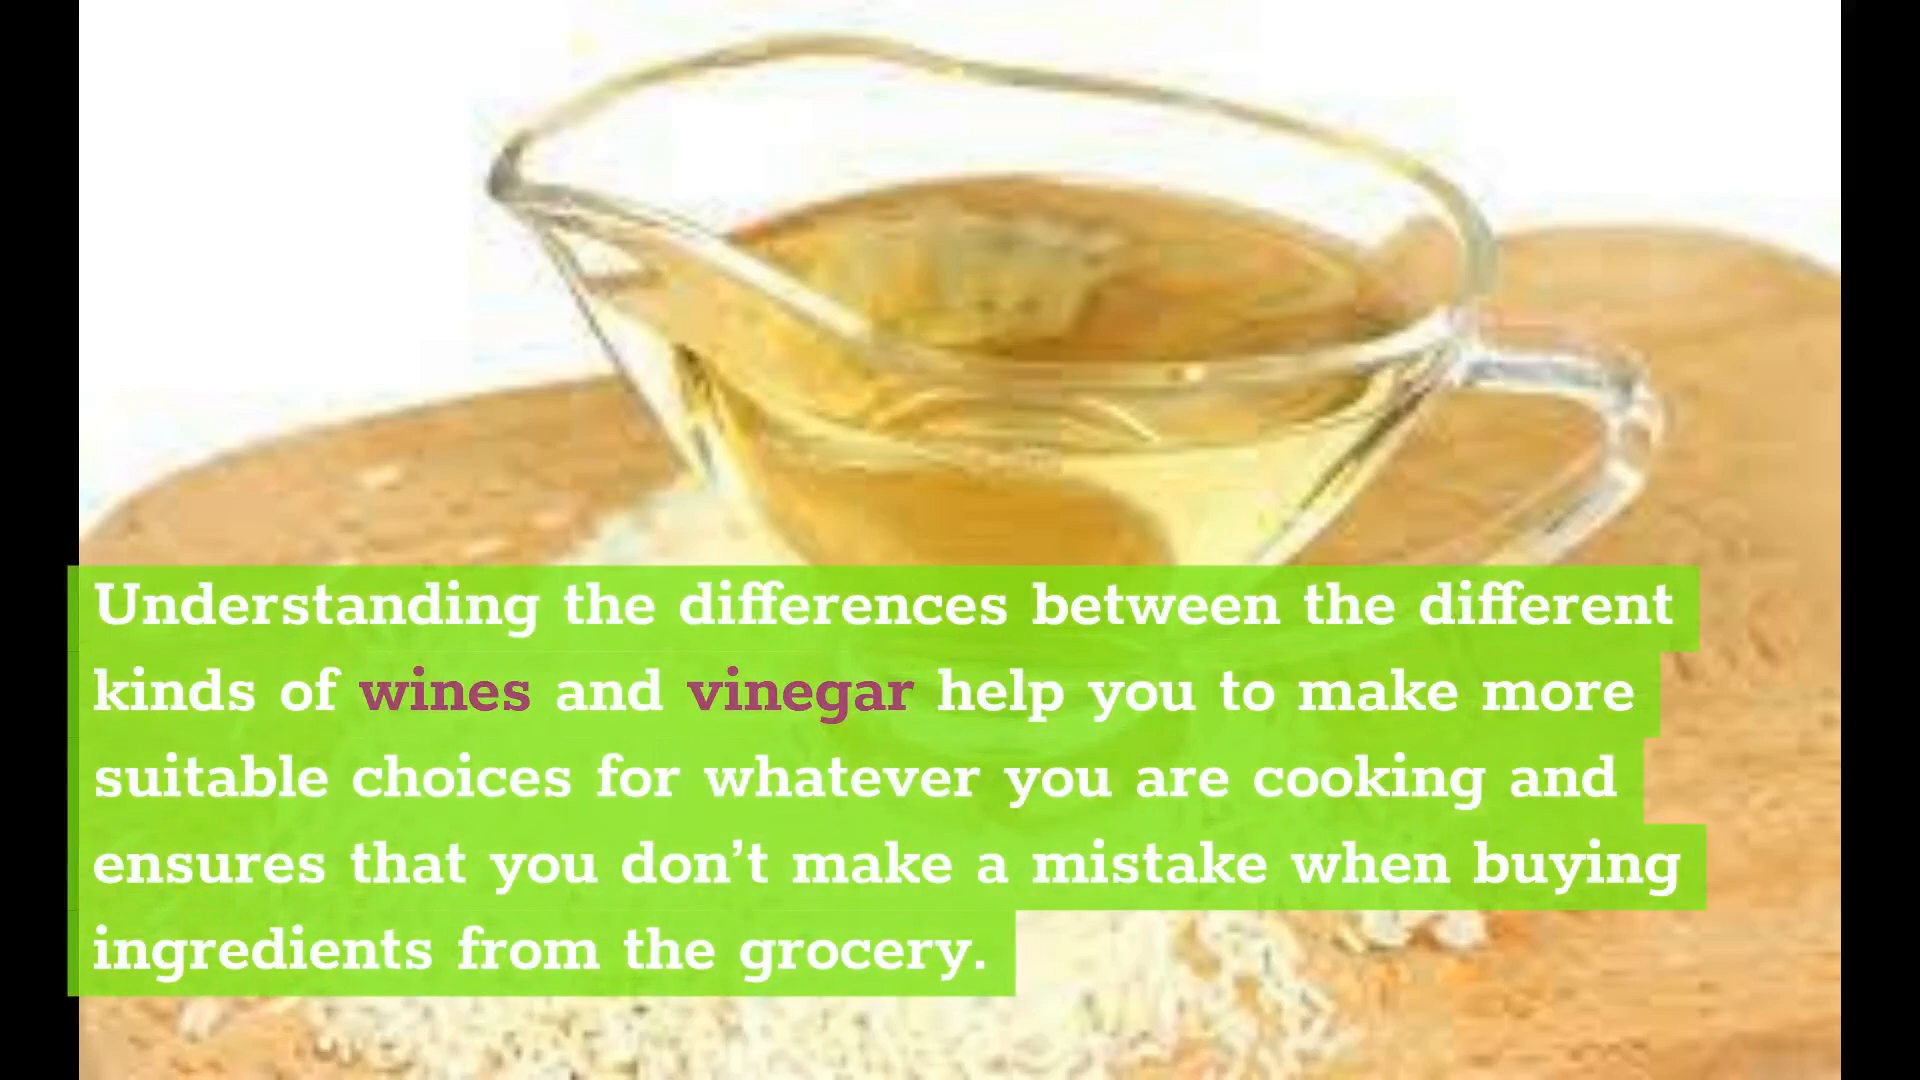 Understanding the differences between the different
kinds of wines and vinegar help you to make more
suitable choices for whatever you are cooking and
ensures that you don’t make a mistake when buying
ingredients from the grocery.